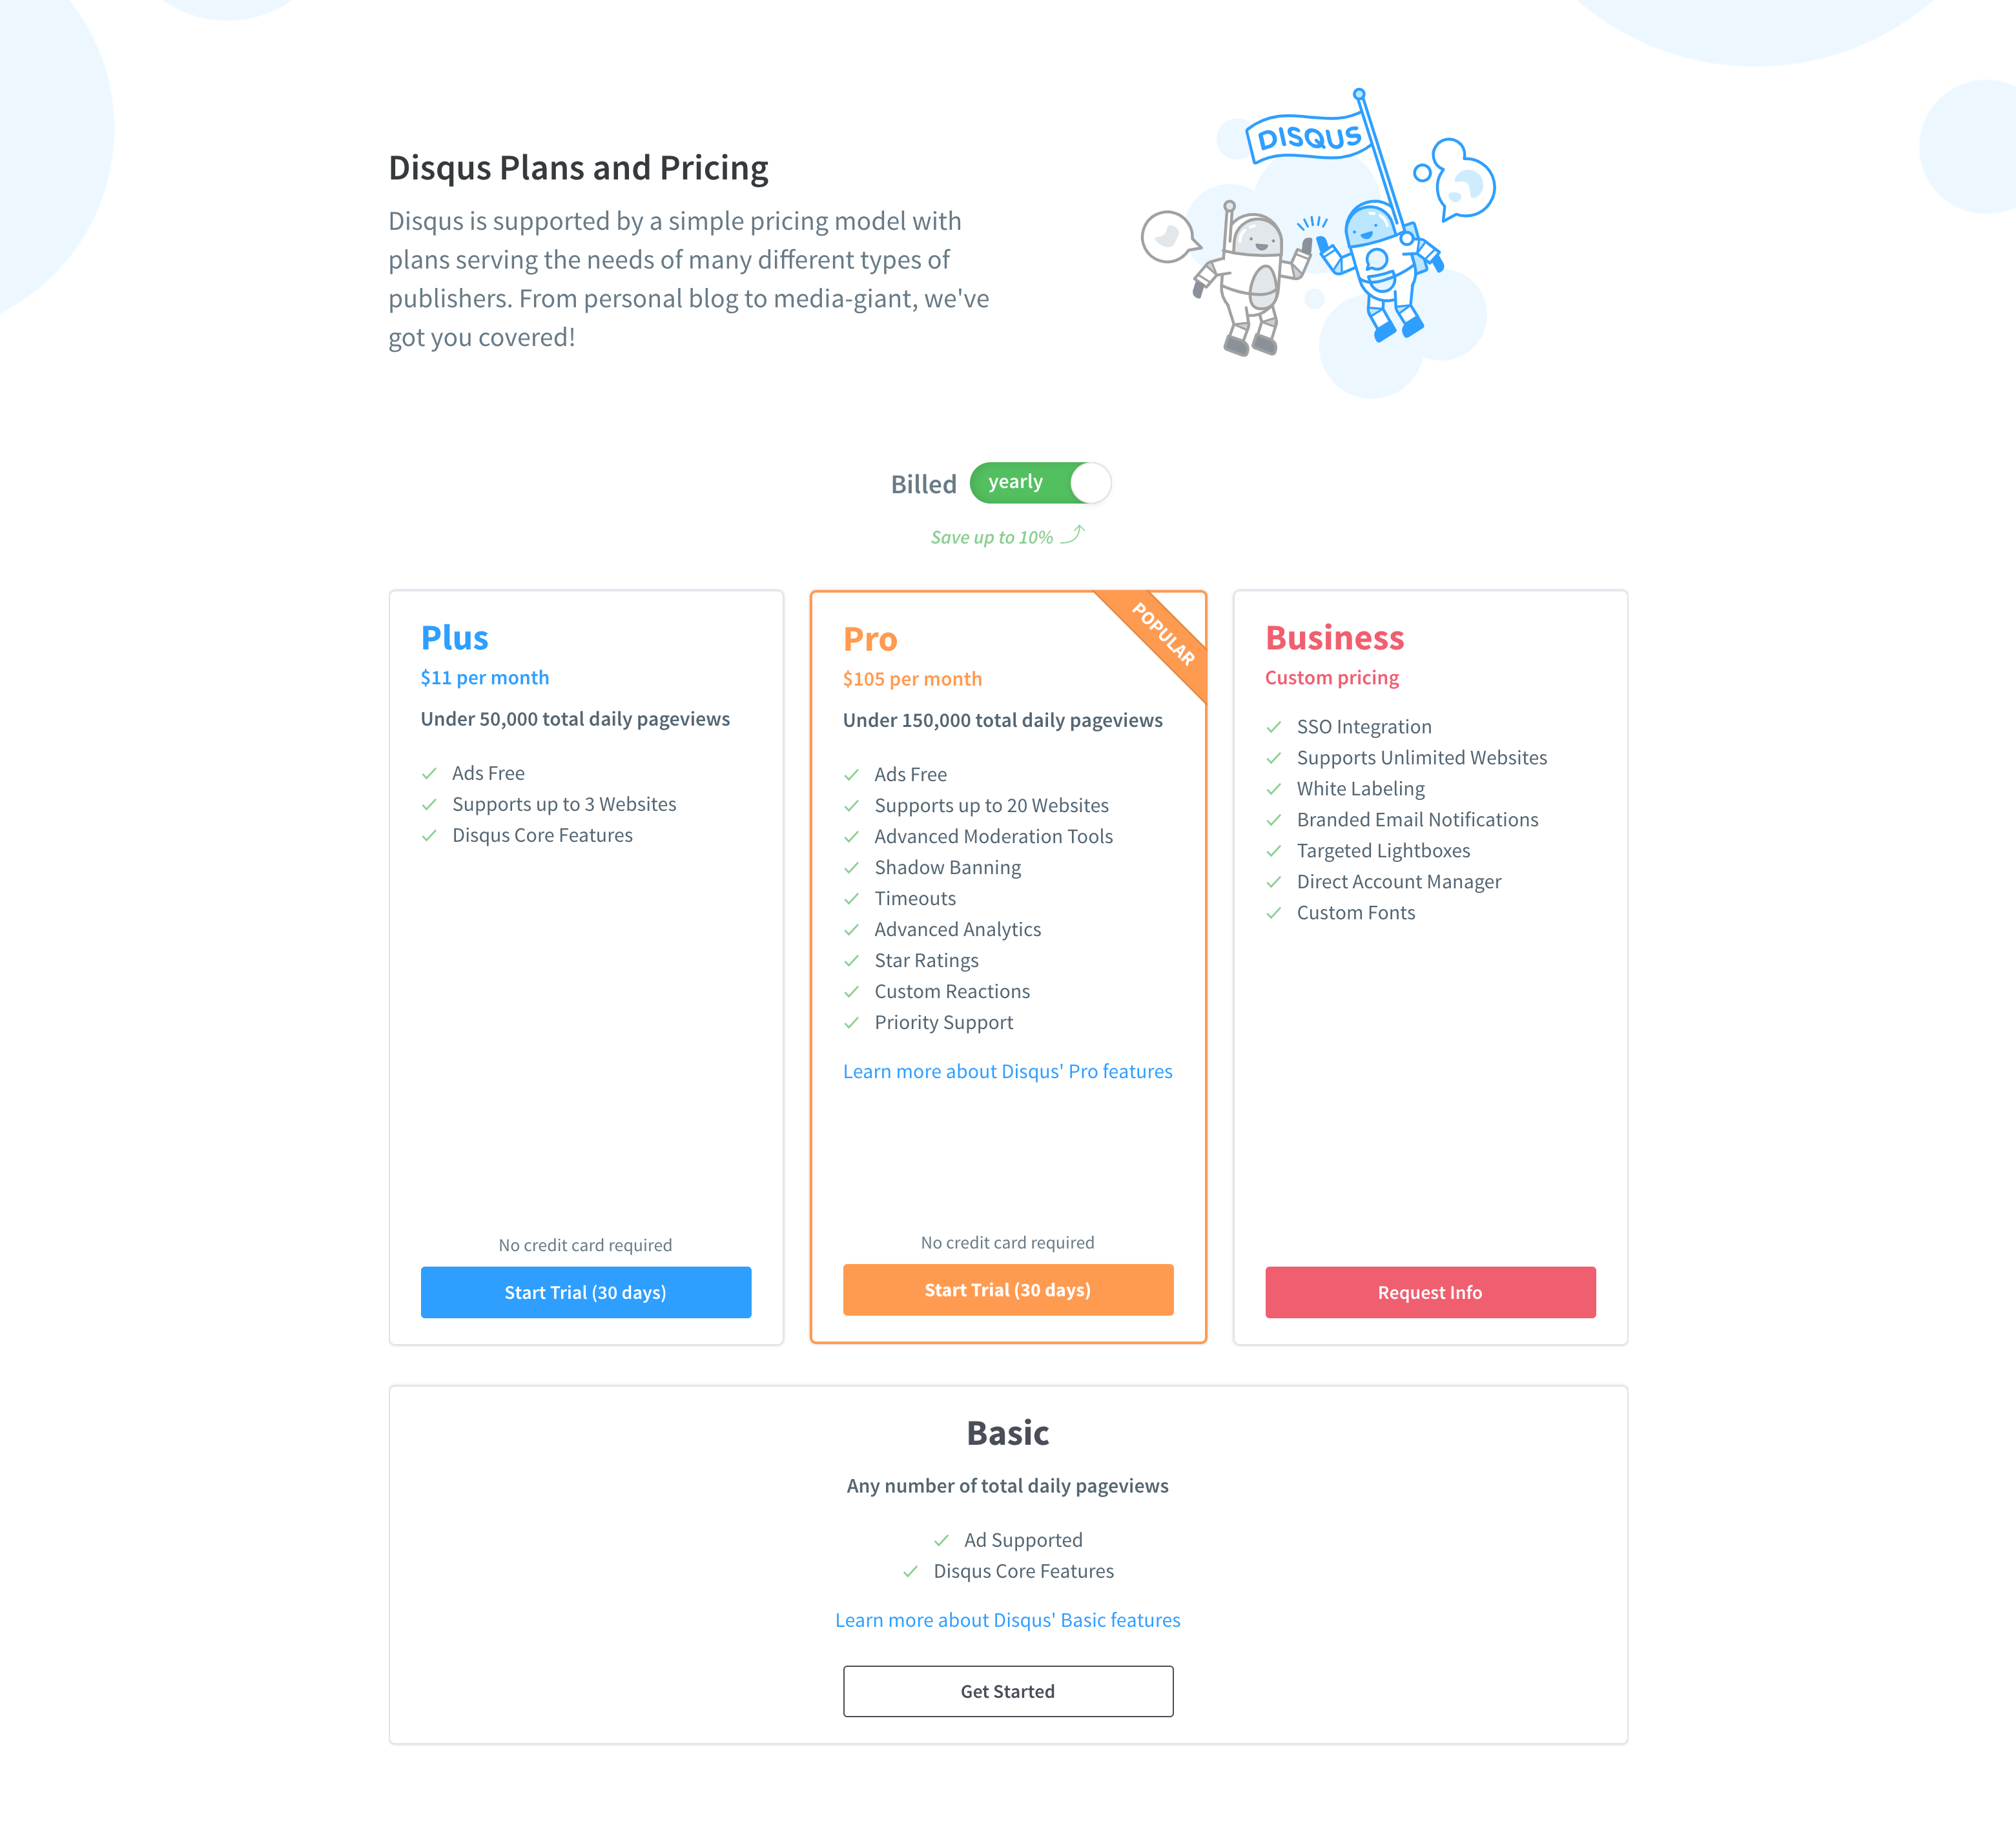 DISQUS
Disqus Plans and Pricing
Disqus is supported by a simple pricing model with
plans serving the needs of many different types of
publishers. From personal blog to media-giant, we've
got you covered!
Billed yearly
Save up to 10%
Plus
$11 per month
Under 50,000 total daily pageviews
Ads Free
Supports up to 3 Websites
Disqus Core Features
No credit card required
Start Trial (30 days)
POPULAR
Pro
$105 per month
Under 150,000 total daily pageviews
Ads Free
Supports up to 20 Websites
Advanced Moderation Tools
Shadow Banning
Timeouts
Advanced Analytics
Star Ratings
Custom Reactions
Priority Support
Learn more about Disqus' Pro features
No credit card required
Start Trial (30 days)
Business
Custom pricing
SSO Integration
Supports Unlimited Websites
White Labeling
Branded Email Notifications
Targeted Lightboxes
Direct Account Manager
Custom Fonts
Request Info
Basic
Any number of total daily pageviews
Ad Supported
Disqus Core Features
Learn more about Disqus' Basic features
Get Started